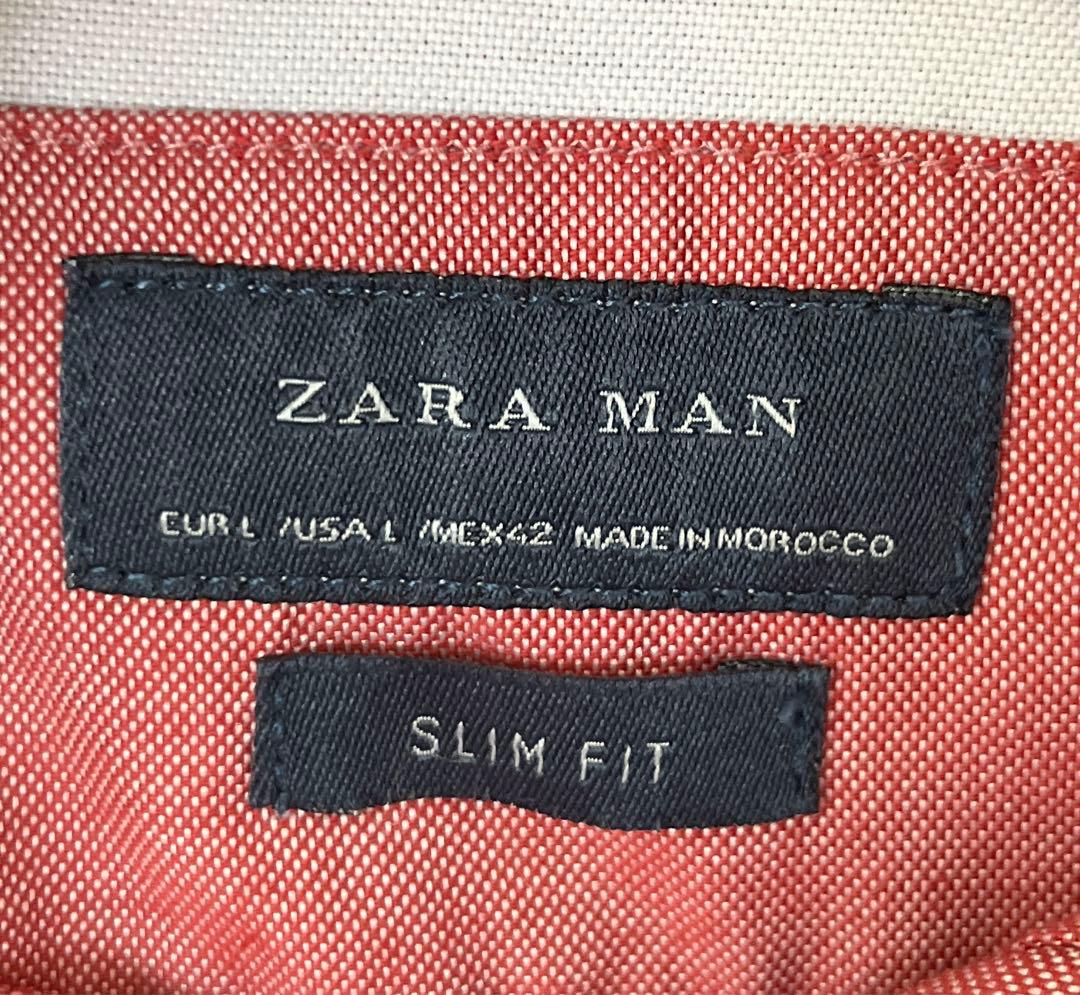 ZARA MAN
EUR L /USA L /MEX42 MADE IN MOROCCO
SLIM FIT